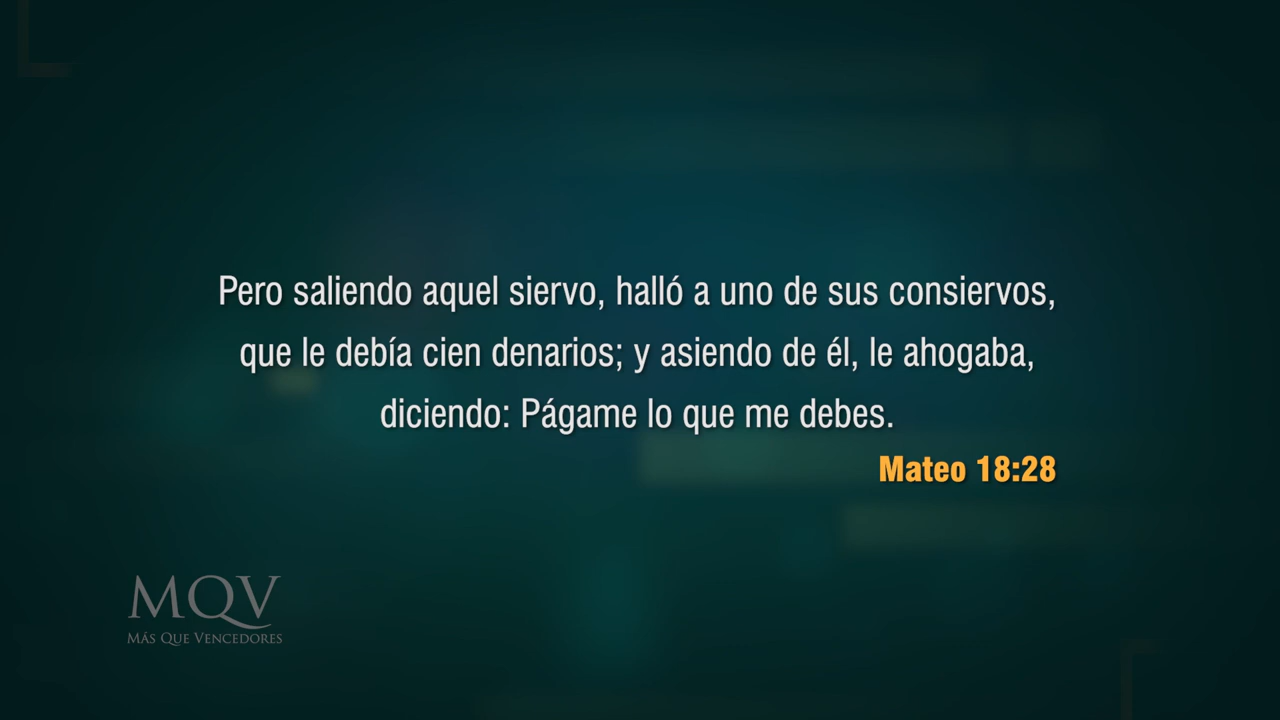 Pero saliendo aquel siervo, halló a uno de sus consiervos,
que le debía cien denarios; y asiendo de él, le ahogaba,
diciendo: Págame lo que me debes.
Mateo 18:28
MQV
MÁS QUE VENCEDORES